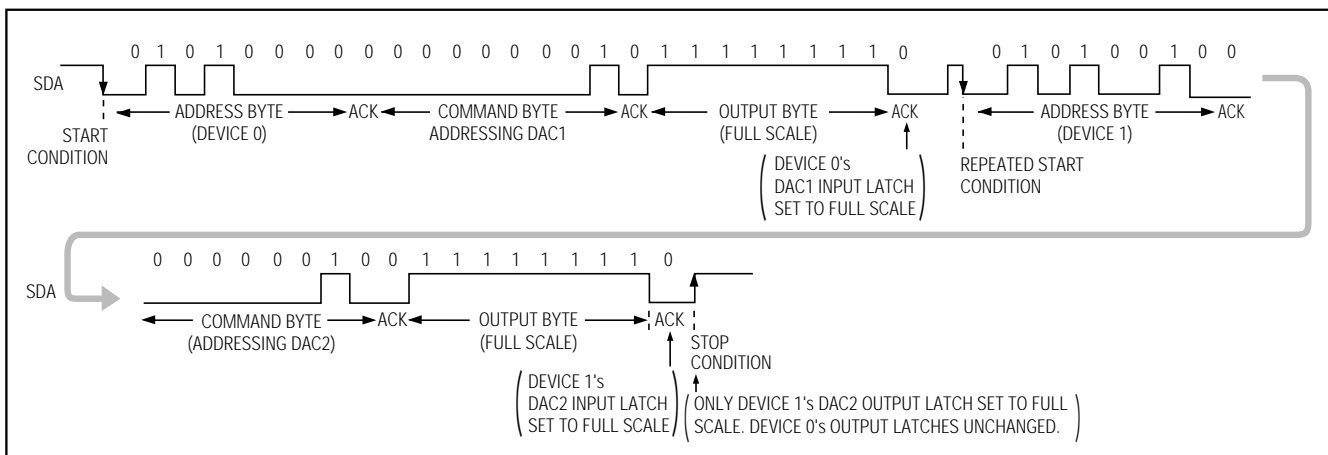 0 1 0 1 0 0 0 0 0 0 0 0 0 0 0 0 1 0 1 1 1 1 1 1 1 1 0 0 1 0 1 0 0 1 0 0
SDA
ADDRESS BYTE ACK COMMAND BYTE ACK OUTPUT BYTE ACK ADDRESS BYTE ACK
(DEVICE 0) ADDRESSING DAC1 (FULL SCALE) (DEVICE 1)
START
CONDITION
(DEVICE 0's
DAC1 INPUT LATCH
SET TO FULL SCALE)
REPEATED START
CONDITION
0 0 0 0 0 0 1 0 0 1 1 1 1 1 1 1 1 0
SDA
COMMAND BYTE ACK OUTPUT BYTE ACK
(ADDRESSING DAC2) (FULL SCALE)
STOP
CONDITION
(DEVICE 1's
DAC2 INPUT LATCH
SET TO FULL SCALE)
(ONLY DEVICE 1's DAC2 OUTPUT LATCH SET TO FULL
SCALE. DEVICE 0's OUTPUT LATCHES UNCHANGED.)